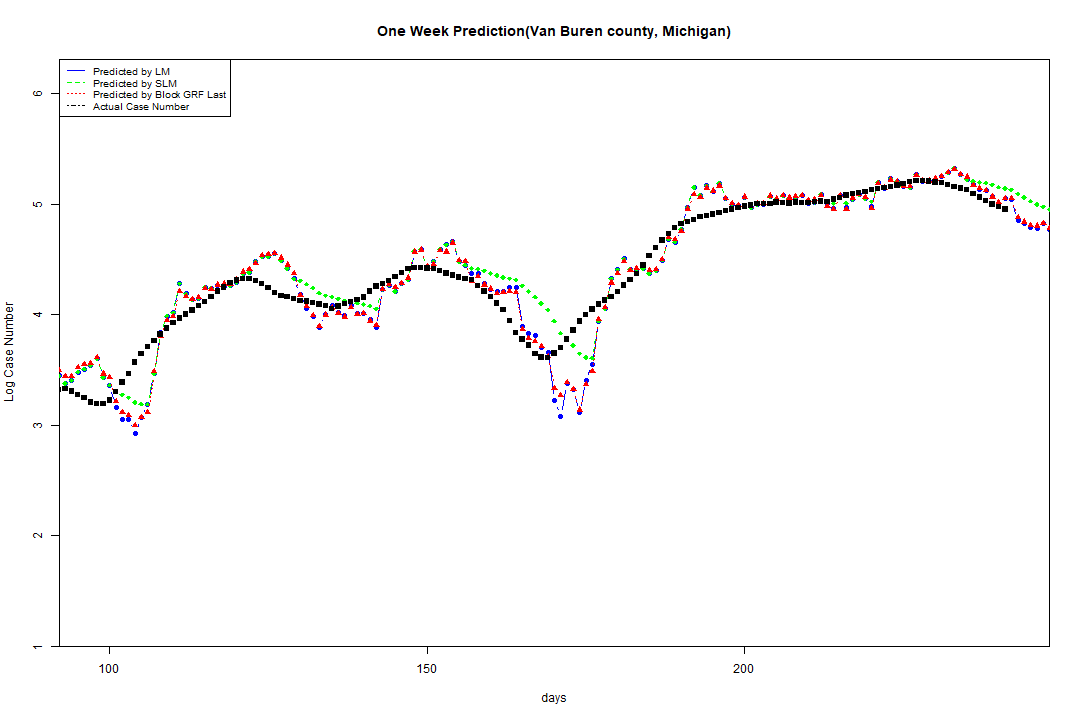 One Week Prediction(Van Buren county, Michigan)
Predicted by LM
Predicted by SLM
Predicted by Block GRF Last
Actual Case Number
6
5
4
3
2
1
Log Case Number
100 150 200
days